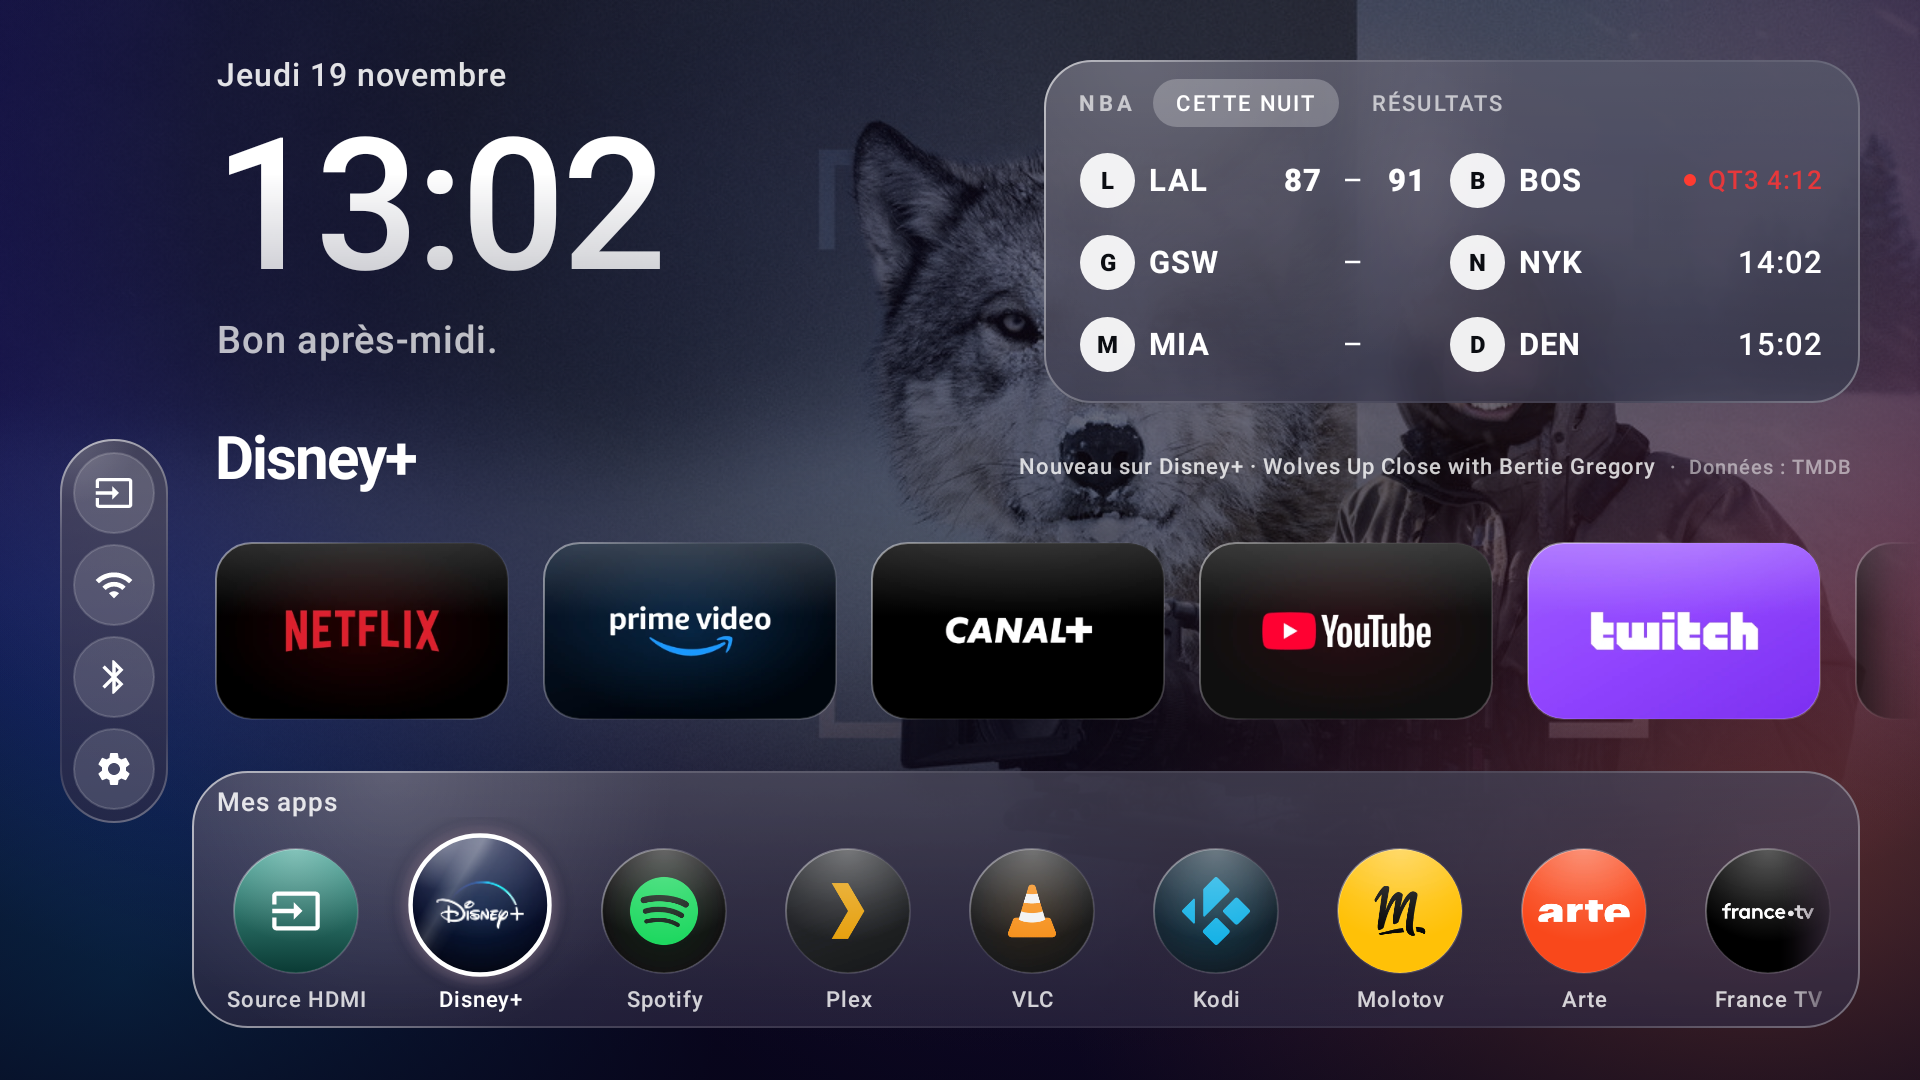 Jeudi 19 novembre
13:02
Bon après-midi.
NBA CETTE NUIT RÉSULTATS
L LAL 87 – 91 B BOS QT3 4:12
G GSW – N NYK 14:02
M MIA – D DEN 15:02
Disney+
Nouveau sur Disney+ · Wolves Up Close with Bertie Gregory · Données : TMDB
NETFLIX
prime video
CANAL+
YouTube
twitch
Mes apps
Disney+
M.
arte
france•tv
Source HDMI
Disney+
Spotify
Plex
VLC
Kodi
Molotov
Arte
France TV